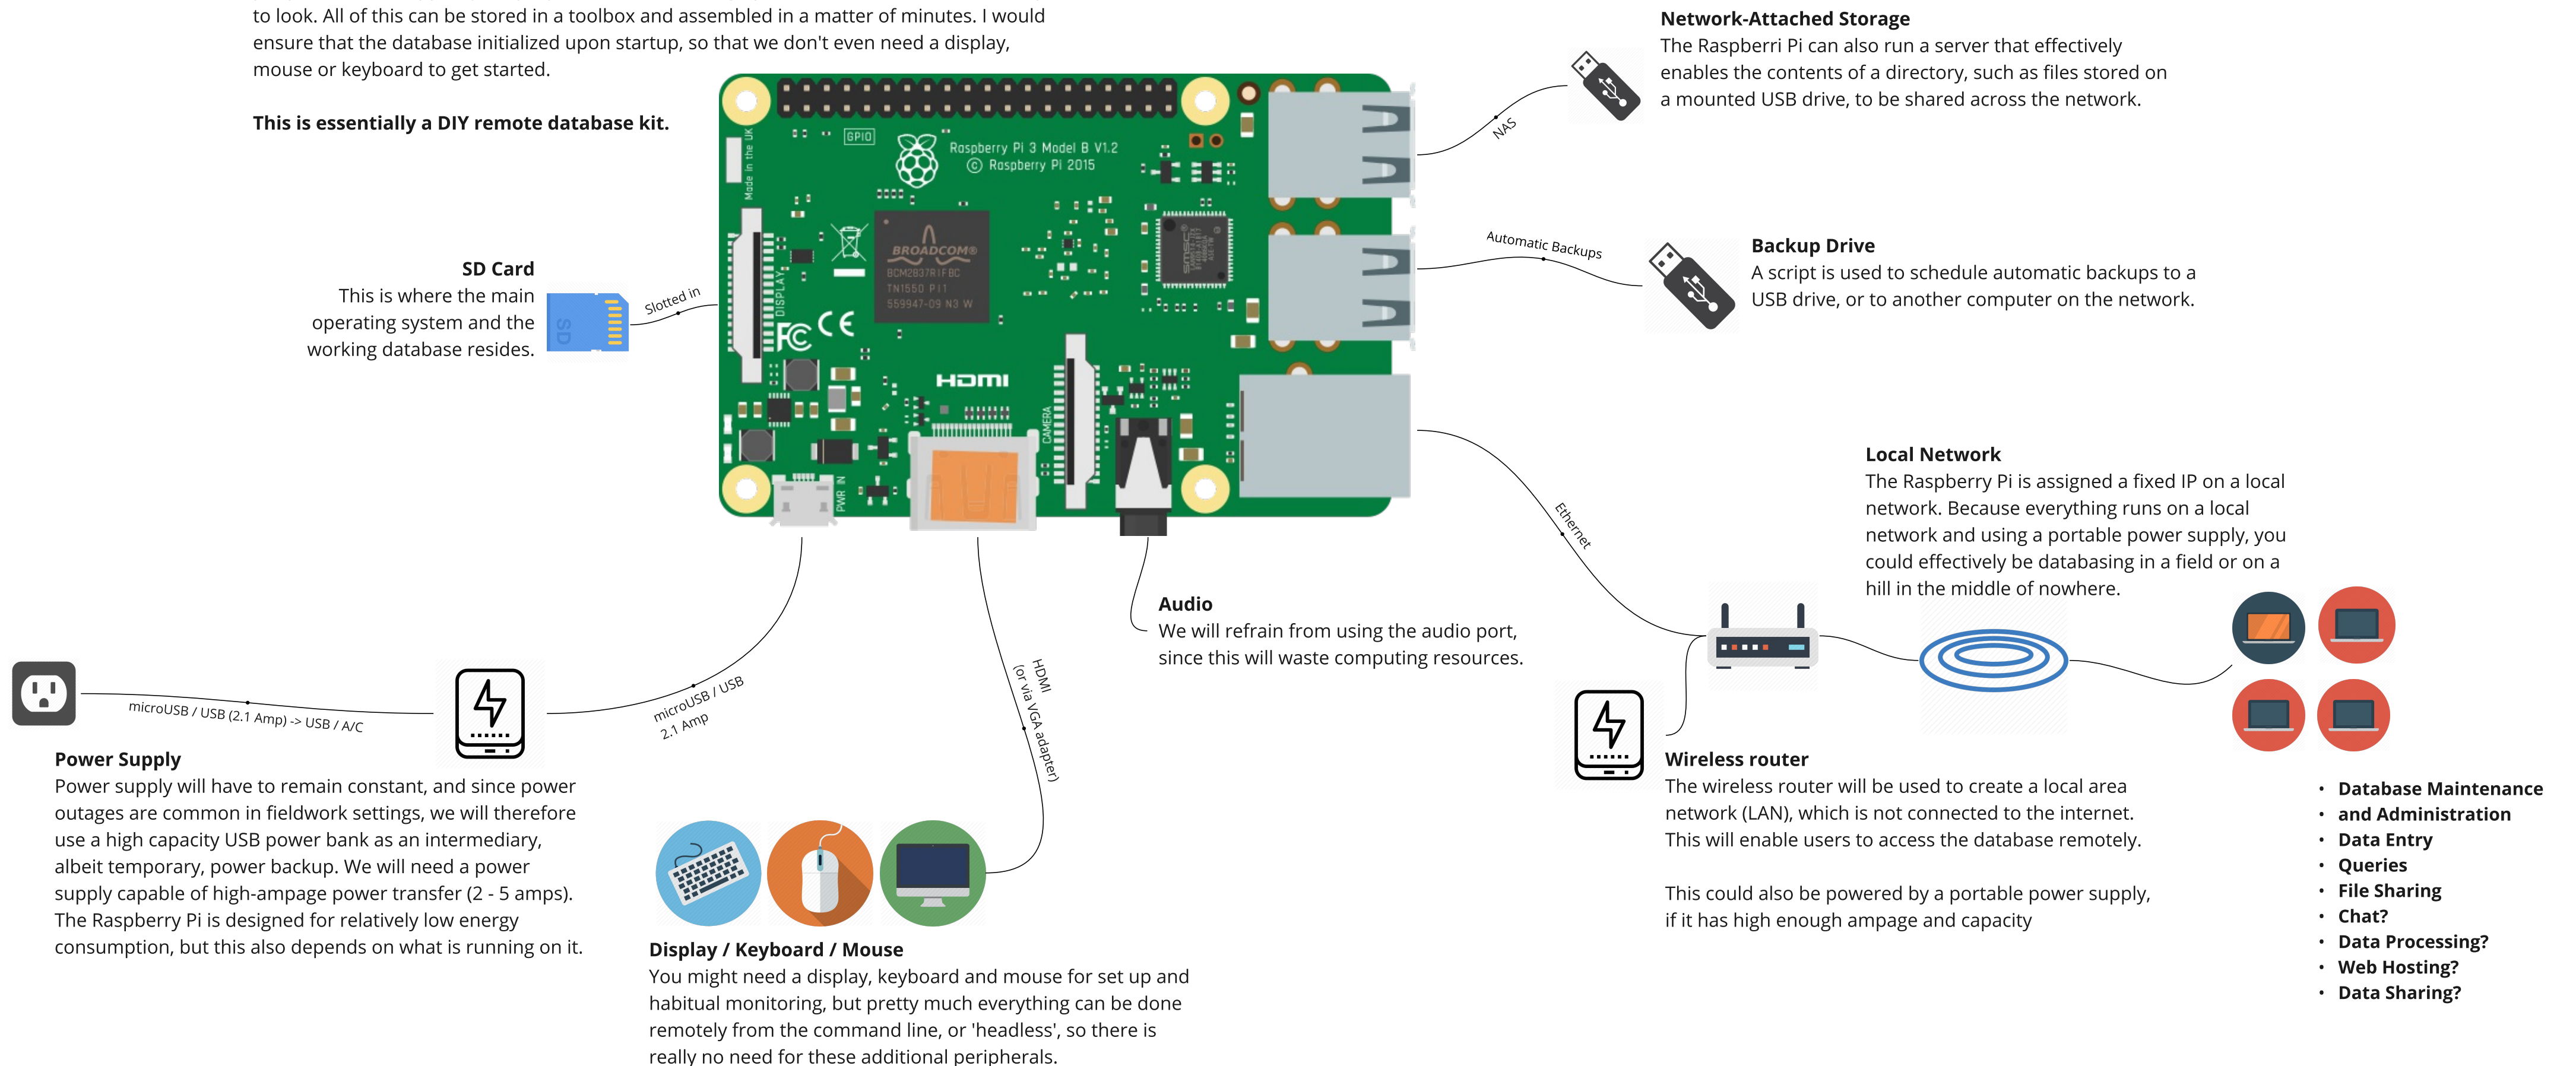 to look. All of this can be stored in a toolbox and assembled in a matter of minutes. I would
ensure that the database initialized upon startup, so that we don't even need a display,
mouse or keyboard to get started.
This is essentially a DIY remote database kit.
Network-Attached Storage
The Raspberri Pi can also run a server that effectively
enables the contents of a directory, such as files stored on
a mounted USB drive, to be shared across the network.
NAS
Made in the UK
GPIO
Raspberry Pi 3 Model B V1.2
© Raspberry Pi 2015
BROADCOM®
BCM2837RIFBC
TN1550 P11
559947-09 N3 W
SMSC
DISPLAY
FC CE
HDMI
CAMERA
PWR IN
SD Card
This is where the main
operating system and the
working database resides.
SD
Slotted in
Automatic Backups
Backup Drive
A script is used to schedule automatic backups to a
USB drive, or to another computer on the network.
Ethernet
Local Network
The Raspberry Pi is assigned a fixed IP on a local
network. Because everything runs on a local
network and using a portable power supply, you
could effectively be databasing in a field or on a
hill in the middle of nowhere.
Audio
We will refrain from using the audio port,
since this will waste computing resources.
microUSB / USB (2.1 Amp) -> USB / A/C
microUSB / USB
2.1 Amp
HDMI
(or via VGA adapter)
Power Supply
Power supply will have to remain constant, and since power
outages are common in fieldwork settings, we will therefore
use a high capacity USB power bank as an intermediary,
albeit temporary, power backup. We will need a power
supply capable of high-ampage power transfer (2 - 5 amps).
The Raspberry Pi is designed for relatively low energy
consumption, but this also depends on what is running on it.
Display / Keyboard / Mouse
You might need a display, keyboard and mouse for set up and
habitual monitoring, but pretty much everything can be done
remotely from the command line, or 'headless', so there is
really no need for these additional peripherals.
Wireless router
The wireless router will be used to create a local area
network (LAN), which is not connected to the internet.
This will enable users to access the database remotely.
This could also be powered by a portable power supply,
if it has high enough ampage and capacity
• Database Maintenance
• and Administration
• Data Entry
• Queries
• File Sharing
• Chat?
• Data Processing?
• Web Hosting?
• Data Sharing?